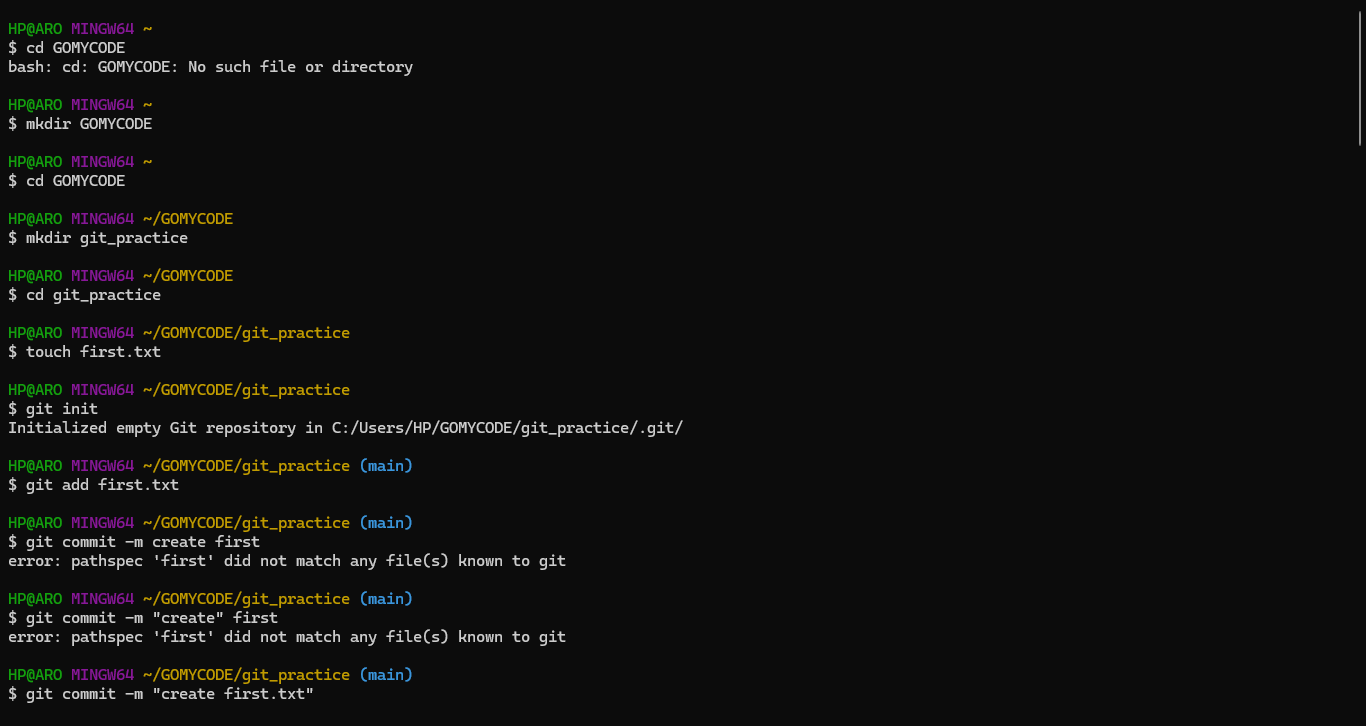 HP@ARO MINGW64 ~
$ cd GOMYCODE
bash: cd: GOMYCODE: No such file or directory
HP@ARO MINGW64 ~
$ mkdir GOMYCODE
HP@ARO MINGW64 ~
$ cd GOMYCODE
HP@ARO MINGW64 ~/GOMYCODE
$ mkdir git_practice
HP@ARO MINGW64 ~/GOMYCODE
$ cd git_practice
HP@ARO MINGW64 ~/GOMYCODE/git_practice
$ touch first.txt
HP@ARO MINGW64 ~/GOMYCODE/git_practice
$ git init
Initialized empty Git repository in C:/Users/HP/GOMYCODE/git_practice/.git/
HP@ARO MINGW64 ~/GOMYCODE/git_practice (main)
$ git add first.txt
HP@ARO MINGW64 ~/GOMYCODE/git_practice (main)
$ git commit -m create first
error: pathspec 'first' did not match any file(s) known to git
HP@ARO MINGW64 ~/GOMYCODE/git_practice (main)
$ git commit -m "create" first
error: pathspec 'first' did not match any file(s) known to git
HP@ARO MINGW64 ~/GOMYCODE/git_practice (main)
$ git commit -m "create first.txt"